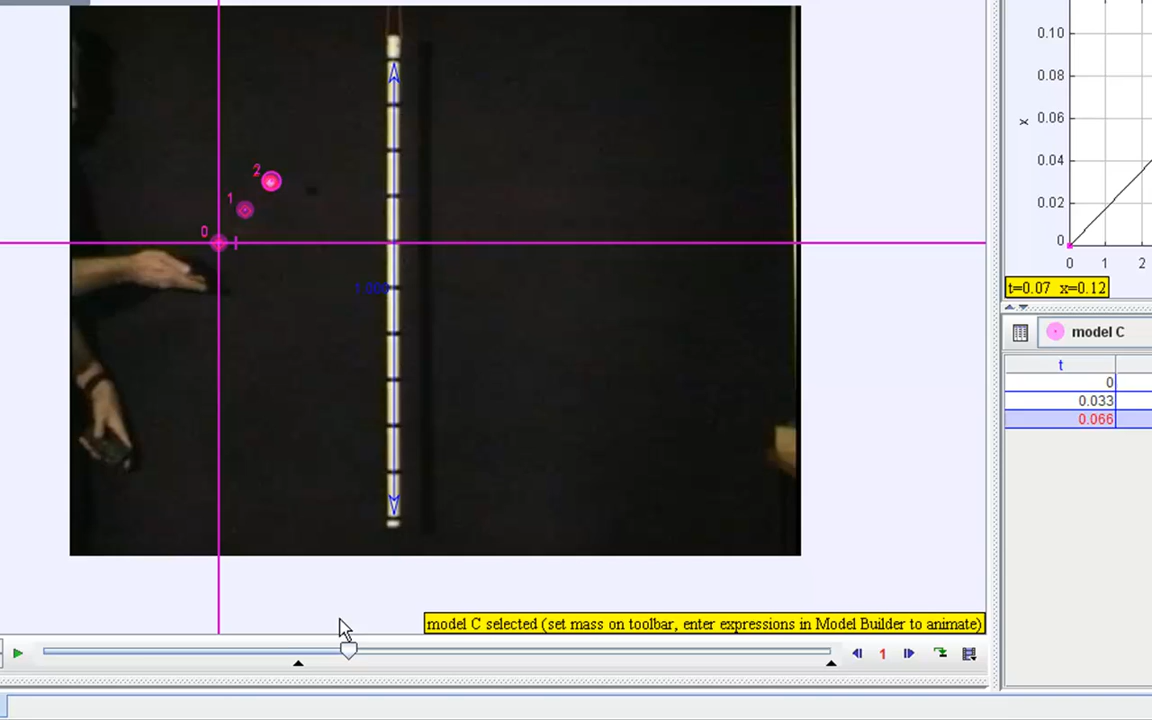 0.10
0.08
0.06
x
0.04
0.02
0
0 1 2
2
1
0
1.000
t=0.07 x=0.12
model C
t
0
0.033
0.066
model C selected (set mass on toolbar, enter expressions in Model Builder to animate)
1